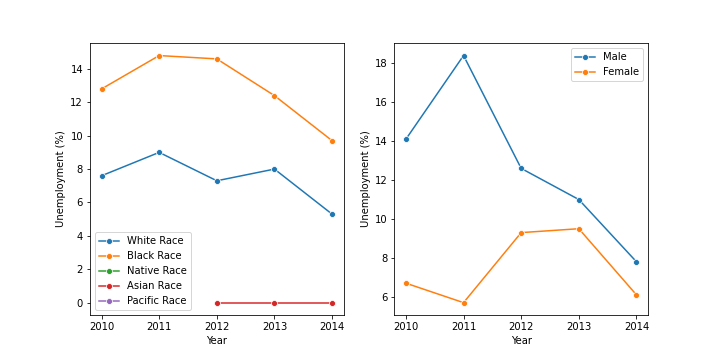 Unemployment (%)
14
12
10
8
6
4
2
0
White Race
Black Race
Native Race
Asian Race
Pacific Race
2010 2011 2012 2013 2014
Year
Unemployment (%)
18
16
14
12
10
8
6
Male
Female
2010 2011 2012 2013 2014
Year